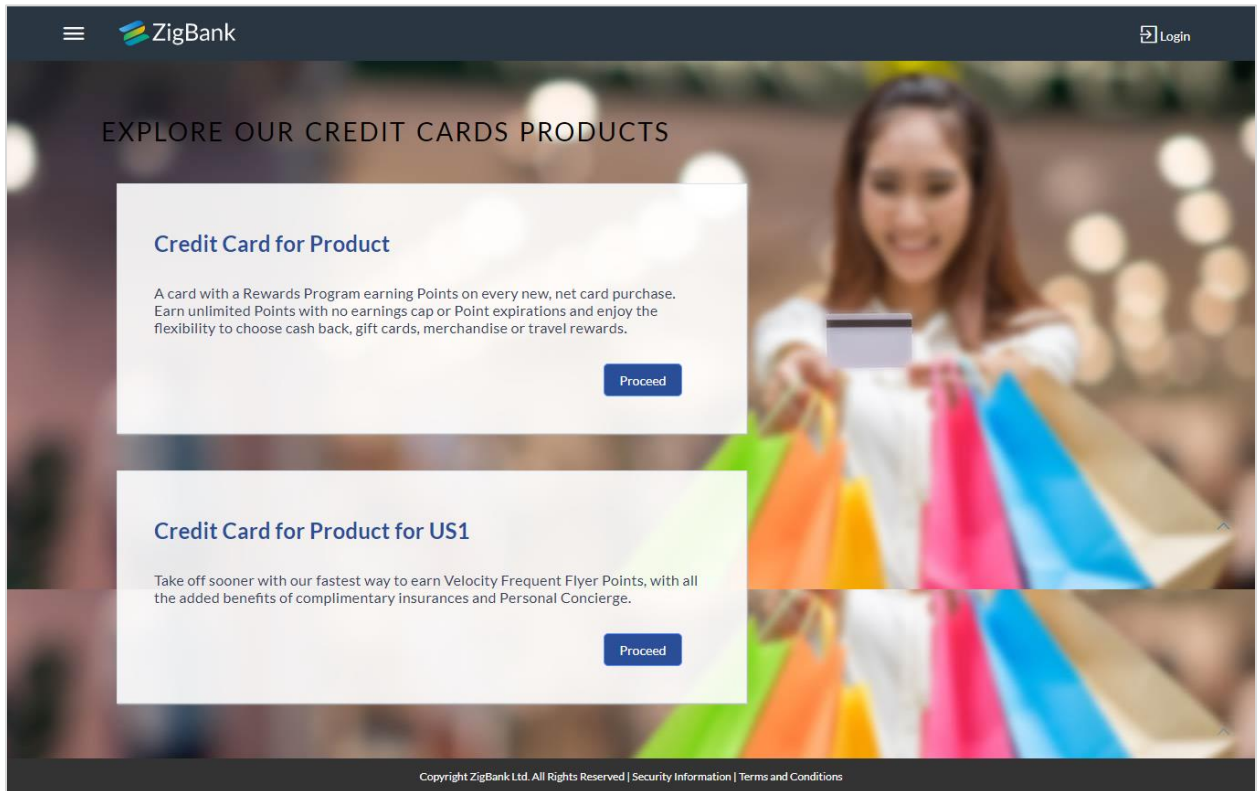 ZigBank
Login
EXPLORE OUR CREDIT CARDS PRODUCTS
Credit Card for Product
A card with a Rewards Program earning Points on every new, net card purchase.
Earn unlimited Points with no earnings cap or Point expirations and enjoy the
flexibility to choose cash back, gift cards, merchandise or travel rewards.
Proceed
Credit Card for Product for US1
Take off sooner with our fastest way to earn Velocity Frequent Flyer Points, with all
the added benefits of complimentary insurances and Personal Concierge.
Proceed
Copyright ZigBank Ltd. All Rights Reserved | Security Information | Terms and Conditions